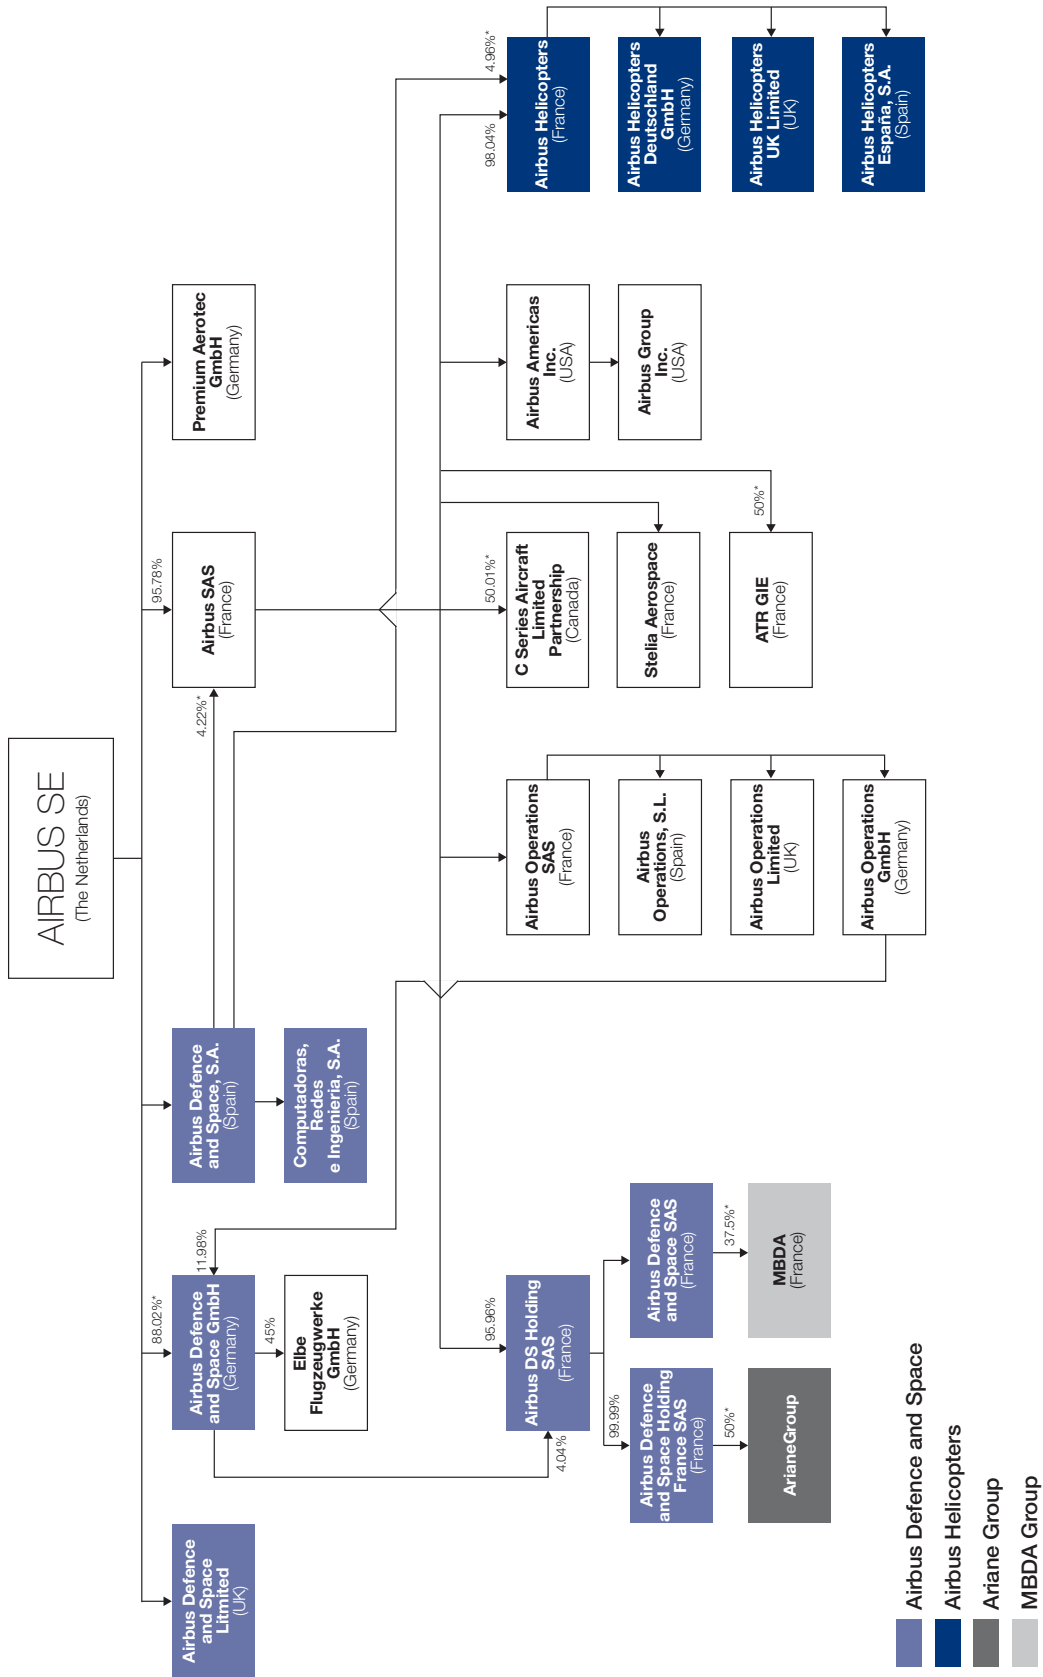 AIRBUS SE
(The Netherlands)
88.02%*
95.78%
Airbus Defence
and Space
Litmited
(UK)
Airbus Defence
and Space GmbH
(Germany)
11.98%
Airbus Defence
and Space, S.A.
(Spain)
4.22%*
Airbus SAS
(France)
Premium Aerotec
GmbH
(Germany)
45%
Elbe
Flugzeugwerke
GmbH
(Germany)
Computadoras,
Redes
e Ingenieria, S.A.
(Spain)
95.96%
50.01%*
98.04%
4.96%*
4.04%
Airbus DS Holding
SAS
(France)
Airbus Operations
SAS
(France)
C Series Aircraft
Limited
Partnership
(Canada)
Airbus Americas
Inc.
(USA)
Airbus Helicopters
(France)
99.99%
Airbus Defence
and Space Holding
France SAS
(France)
Airbus Defence
and Space SAS
(France)
Airbus
Operations, S.L.
(Spain)
Stelia Aerospace
(France)
Airbus Group
Inc.
(USA)
Airbus Helicopters
Deutschland
GmbH
(Germany)
50%*
37.5%*
50%*
ArianeGroup
MBDA
(France)
Airbus Operations
Limited
(UK)
ATR GIE
(France)
Airbus Helicopters
UK Limited
(UK)
Airbus Operations
GmbH
(Germany)
Airbus Helicopters
España, S.A.
(Spain)
Airbus Defence and Space
Airbus Helicopters
Ariane Group
MBDA Group